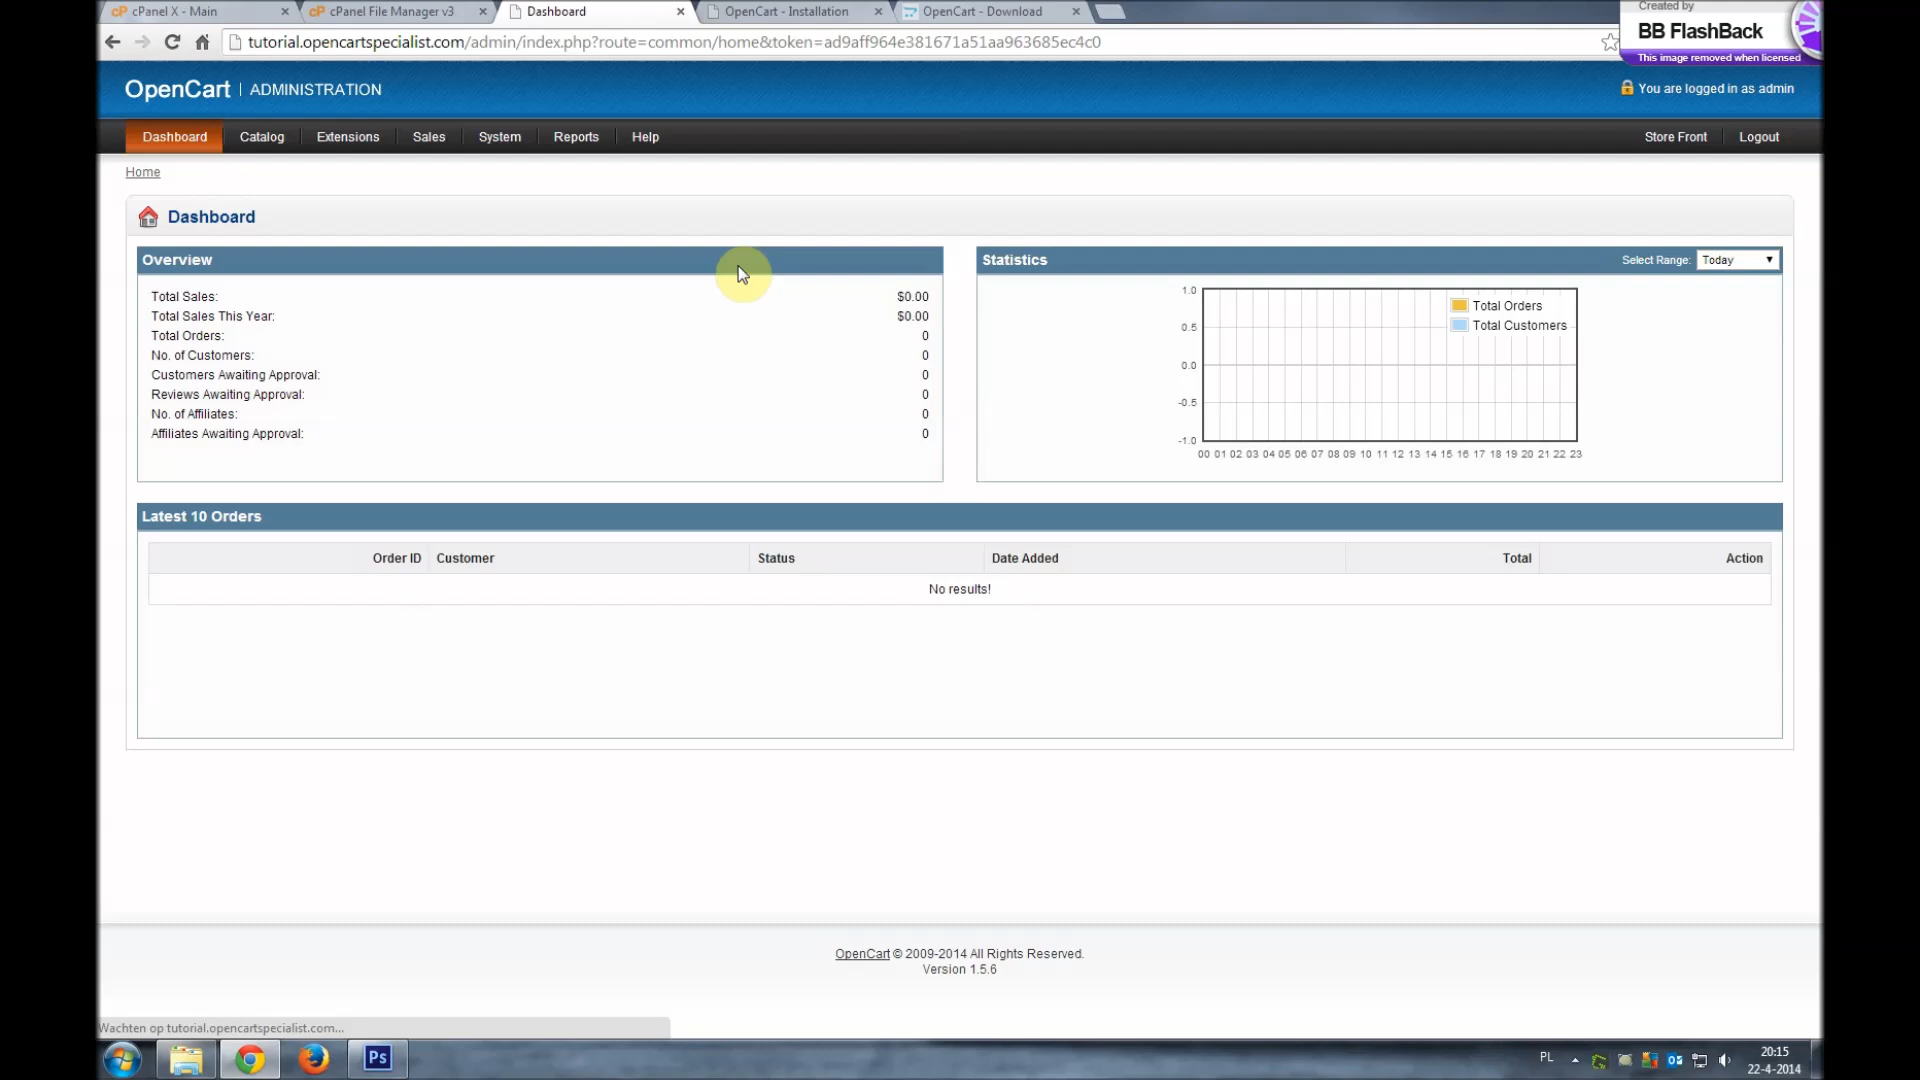 cP cPanel X - Main
cP cPanel File Manager v3
Dashboard
OpenCart - Installation
OpenCart - Download
Created by
BB FlashBack
This image removed when licensed
tutorial.opencartspecialist.com/admin/index.php?route=common/home&token=ad9aff964e381671a51aa963685ec4c0
OpenCart | ADMINISTRATION
You are logged in as admin
Dashboard
Catalog
Extensions
Sales
System
Reports
Help
Store Front
Logout
Home
Dashboard
Overview
Total Sales: $0.00
Total Sales This Year: $0.00
Total Orders: 0
No. of Customers: 0
Customers Awaiting Approval: 0
Reviews Awaiting Approval: 0
No. of Affiliates: 0
Affiliates Awaiting Approval: 0
Statistics
Select Range: Today
1.0
0.5
0.0
-0.5
-1.0
Total Orders
Total Customers
00 01 02 03 04 05 06 07 08 09 10 11 12 13 14 15 16 17 18 19 20 21 22 23
Latest 10 Orders
Order ID Customer Status Date Added Total Action
No results!
OpenCart © 2009-2014 All Rights Reserved.
Version 1.5.6
Wachten op tutorial.opencartspecialist.com...
Ps
PL
20:15
22-4-2014